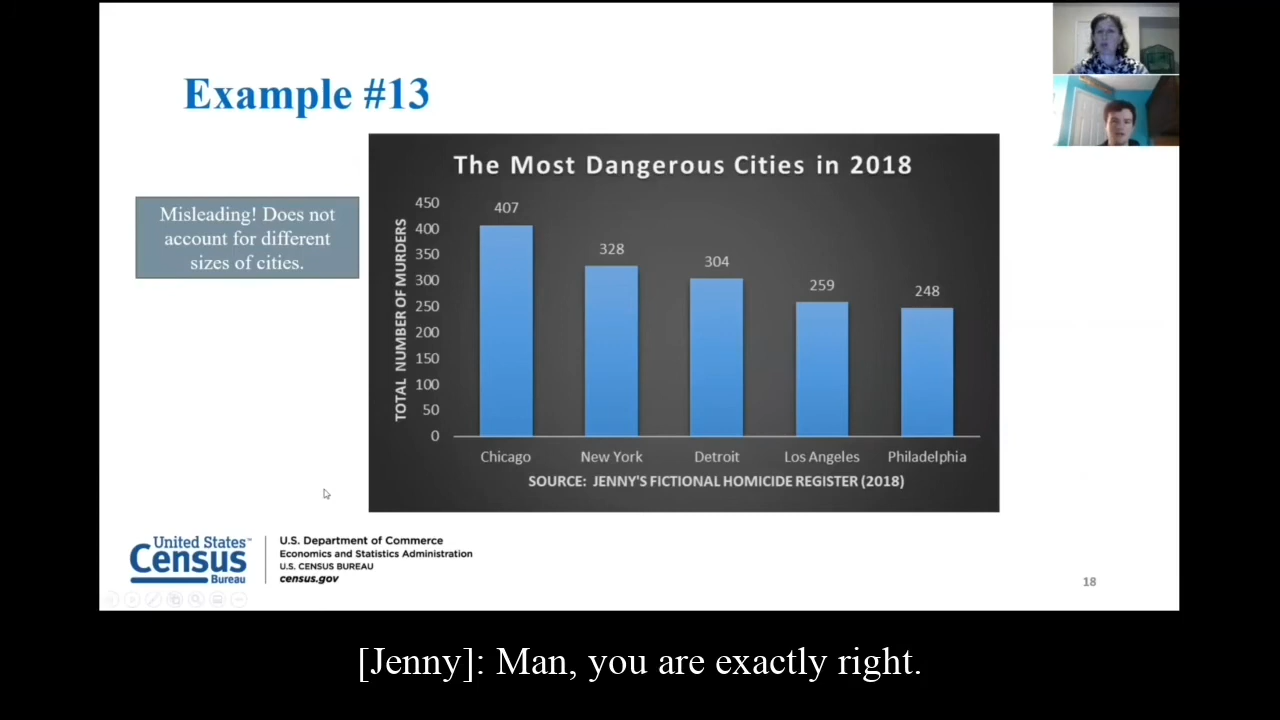 Example #13
Misleading! Does not
account for different
sizes of cities.
The Most Dangerous Cities in 2018
TOTAL NUMBER OF MURDERS
450
400
350
300
250
200
150
100
50
0
407
328
304
259
248
Chicago
New York
Detroit
Los Angeles
Philadelphia
SOURCE: JENNY'S FICTIONAL HOMICIDE REGISTER (2018)
United States™
Census
Bureau
U.S. Department of Commerce
Economics and Statistics Administration
U.S. CENSUS BUREAU
census.gov
18
[Jenny]: Man, you are exactly right.